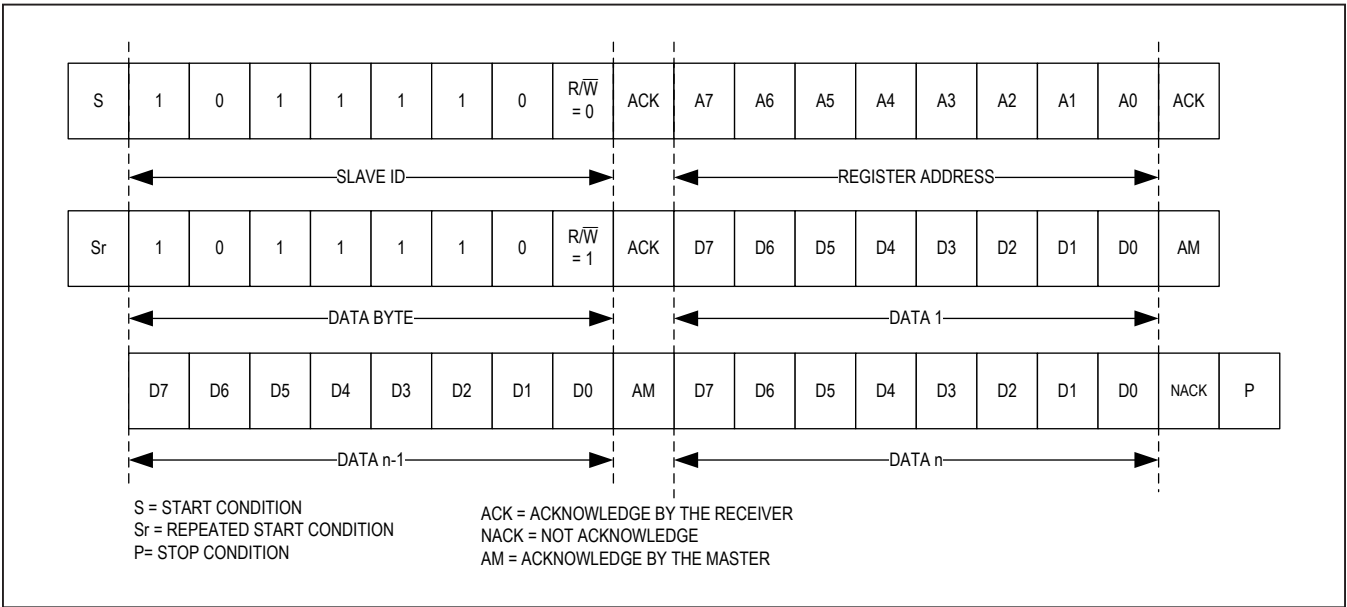 S 1 0 1 1 1 1 0 R/W̅ = 0 ACK A7 A6 A5 A4 A3 A2 A1 A0 ACK
SLAVE ID REGISTER ADDRESS
Sr 1 0 1 1 1 1 0 R/W̅ = 1 ACK D7 D6 D5 D4 D3 D2 D1 D0 AM
DATA BYTE DATA 1
D7 D6 D5 D4 D3 D2 D1 D0 AM D7 D6 D5 D4 D3 D2 D1 D0 NACK P
DATA n-1 DATA n
S = START CONDITION
Sr = REPEATED START CONDITION
P= STOP CONDITION
ACK = ACKNOWLEDGE BY THE RECEIVER
NACK = NOT ACKNOWLEDGE
AM = ACKNOWLEDGE BY THE MASTER